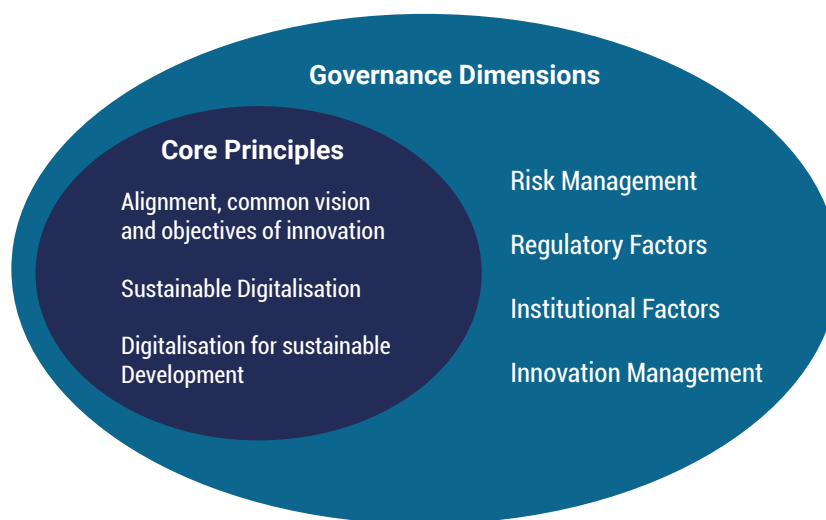 Governance Dimensions
Core Principles
Alignment, common vision
and objectives of innovation
Sustainable Digitalisation
Digitalisation for sustainable
Development
Risk Management
Regulatory Factors
Institutional Factors
Innovation Management